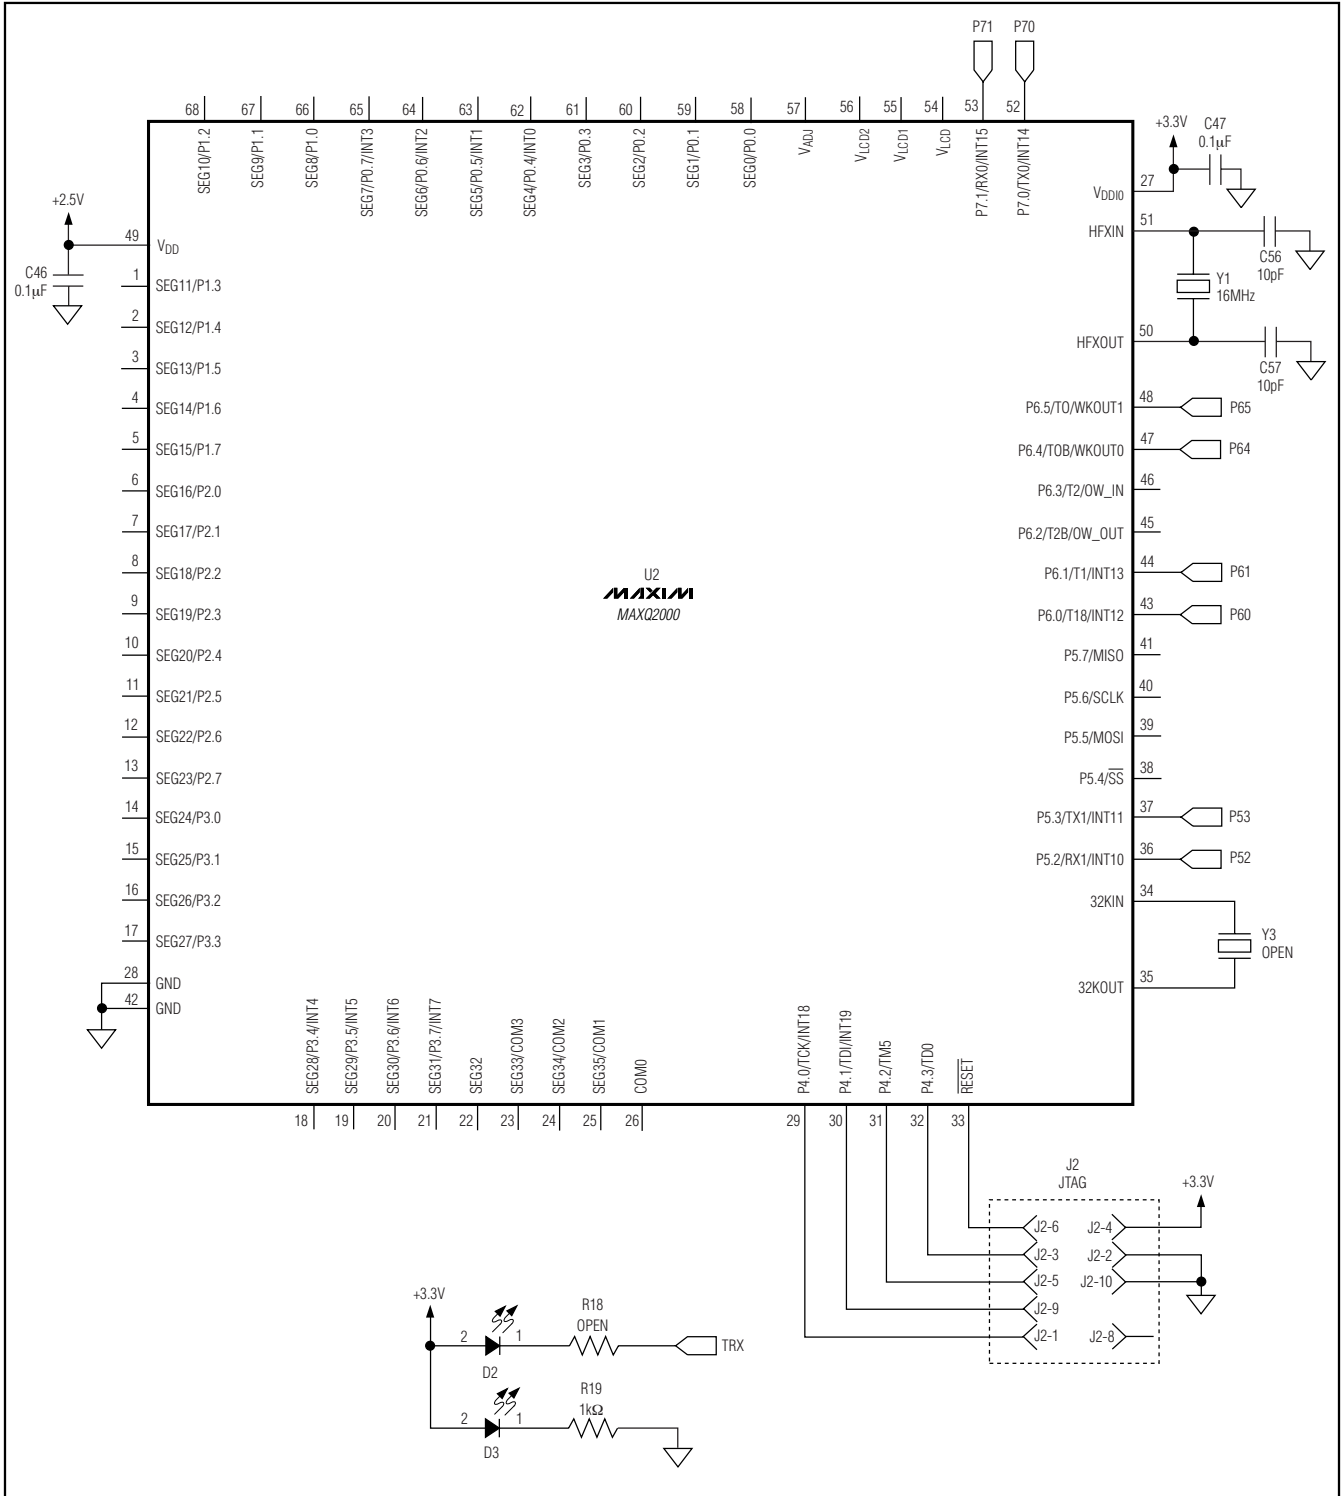 P71 P70
68 67 66 65 64 63 62 61 60 59 58 57 56 55 54 53 52
SEG10/P1.2
SEG9/P1.1
SEG8/P1.0
SEG7/P0.7/INT3
SEG6/P0.6/INT2
SEG5/P0.5/INT1
SEG4/P0.4/INT0
SEG3/P0.3
SEG2/P0.2
SEG1/P0.1
SEG0/P0.0
VADJ
VLCD2
VLCD1
VLCD
P7.1/RX0/INT15
P7.0/TX0/INT14
+3.3V
C47
0.1µF
27 VDDIO
+2.5V
C46
0.1µF
49 VDD
1 SEG11/P1.3
2 SEG12/P1.4
3 SEG13/P1.5
4 SEG14/P1.6
5 SEG15/P1.7
6 SEG16/P2.0
7 SEG17/P2.1
8 SEG18/P2.2
9 SEG19/P2.3
10 SEG20/P2.4
11 SEG21/P2.5
12 SEG22/P2.6
13 SEG23/P2.7
14 SEG24/P3.0
15 SEG25/P3.1
16 SEG26/P3.2
17 SEG27/P3.3
28 GND
42 GND
U2
MAXIM
MAXQ2000
HFXIN 51
C56
10pF
Y1
16MHz
HFXOUT 50
C57
10pF
P6.5/TO/WKOUT1 48 P65
P6.4/TOB/WKOUT0 47 P64
P6.3/T2/OW_IN 46
P6.2/T2B/OW_OUT 45
P6.1/T1/INT13 44 P61
P6.0/T18/INT12 43 P60
P5.7/MISO 41
P5.6/SCLK 40
P5.5/MOSI 39
P5.4/S̅S̅ 38
P5.3/TX1/INT11 37 P53
P5.2/RX1/INT10 36 P52
32KIN 34
Y3
OPEN
32KOUT 35
SEG28/P3.4/INT4
SEG29/P3.5/INT5
SEG30/P3.6/INT6
SEG31/P3.7/INT7
SEG32
SEG33/COM3
SEG34/COM2
SEG35/COM1
COM0
P4.0/TCK/INT18
P4.1/TDI/INT19
P4.2/TM5
P4.3/TD0
R̅E̅S̅E̅T̅
18 19 20 21 22 23 24 25 26 29 30 31 32 33
J2
JTAG
+3.3V
J2-6 J2-4
J2-3 J2-2
J2-5 J2-10
J2-9
J2-1 J2-8
+3.3V
2 1
D2
R18
OPEN
TRX
2 1
D3
R19
1kΩ